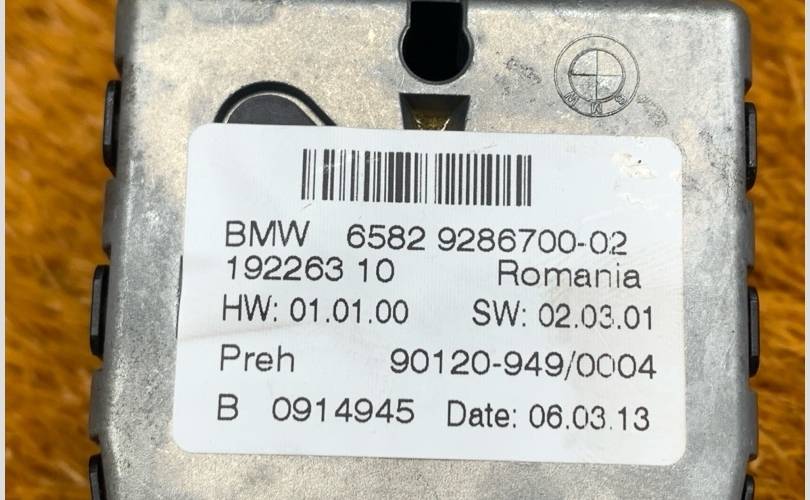 BMW
BMW 6582 9286700-02
192263 10 Romania
HW: 01.01.00 SW: 02.03.01
Preh 90120-949/0004
B 0914945 Date: 06.03.13